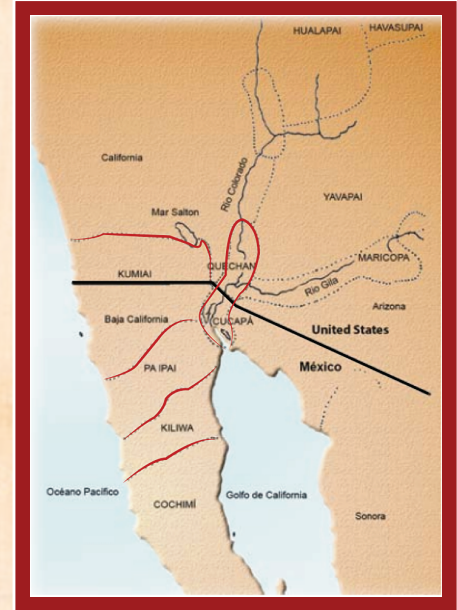 HUALAPAI
HAVASUPAI
California
Río Colorado
YAVAPAI
Mar Salton
QUECHAN
MARICOPA
KUMIAI
Río Gila
Arizona
Baja California
CUCAPÁ
United States
México
PA IPAI
KILIWA
Océano Pacífico
COCHIMÍ
Golfo de California
Sonora